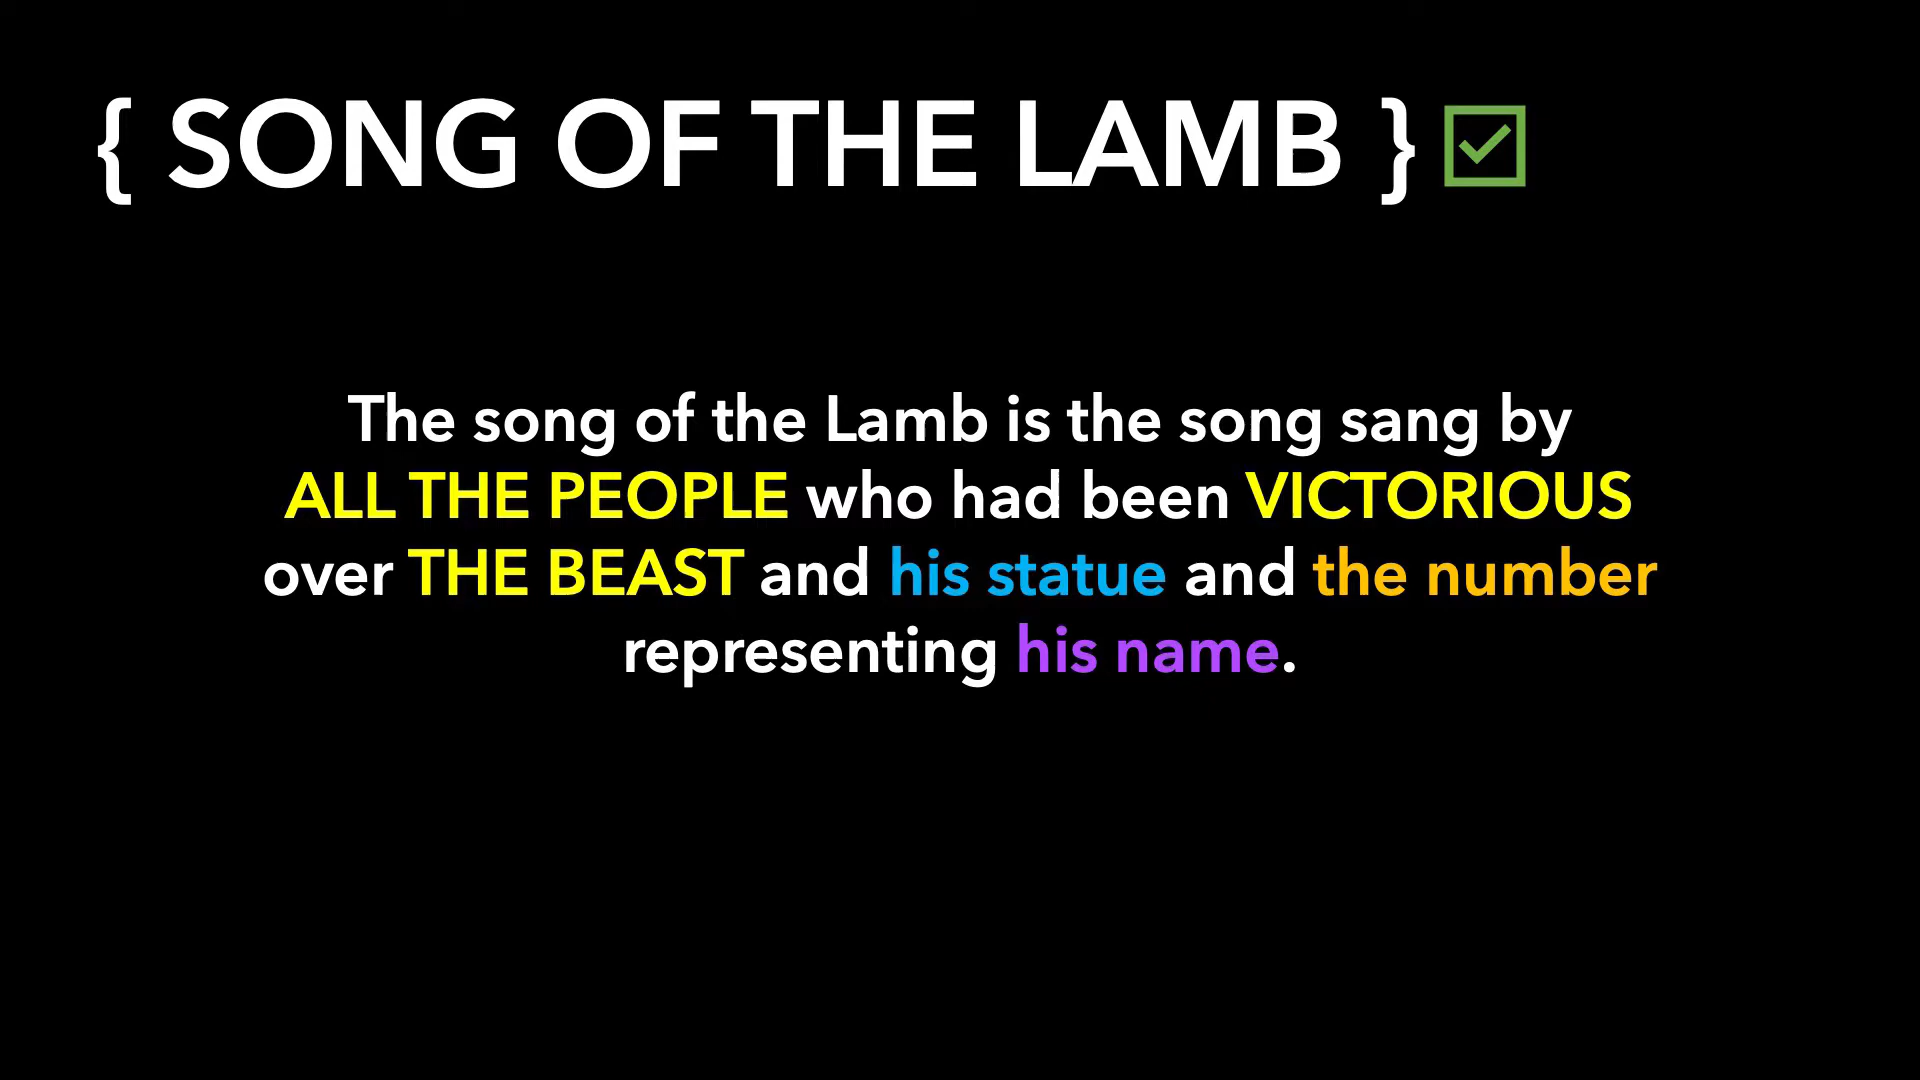 { SONG OF THE LAMB }
The song of the Lamb is the song sang by
ALL THE PEOPLE who had been VICTORIOUS
over THE BEAST and his statue and the number
representing his name.